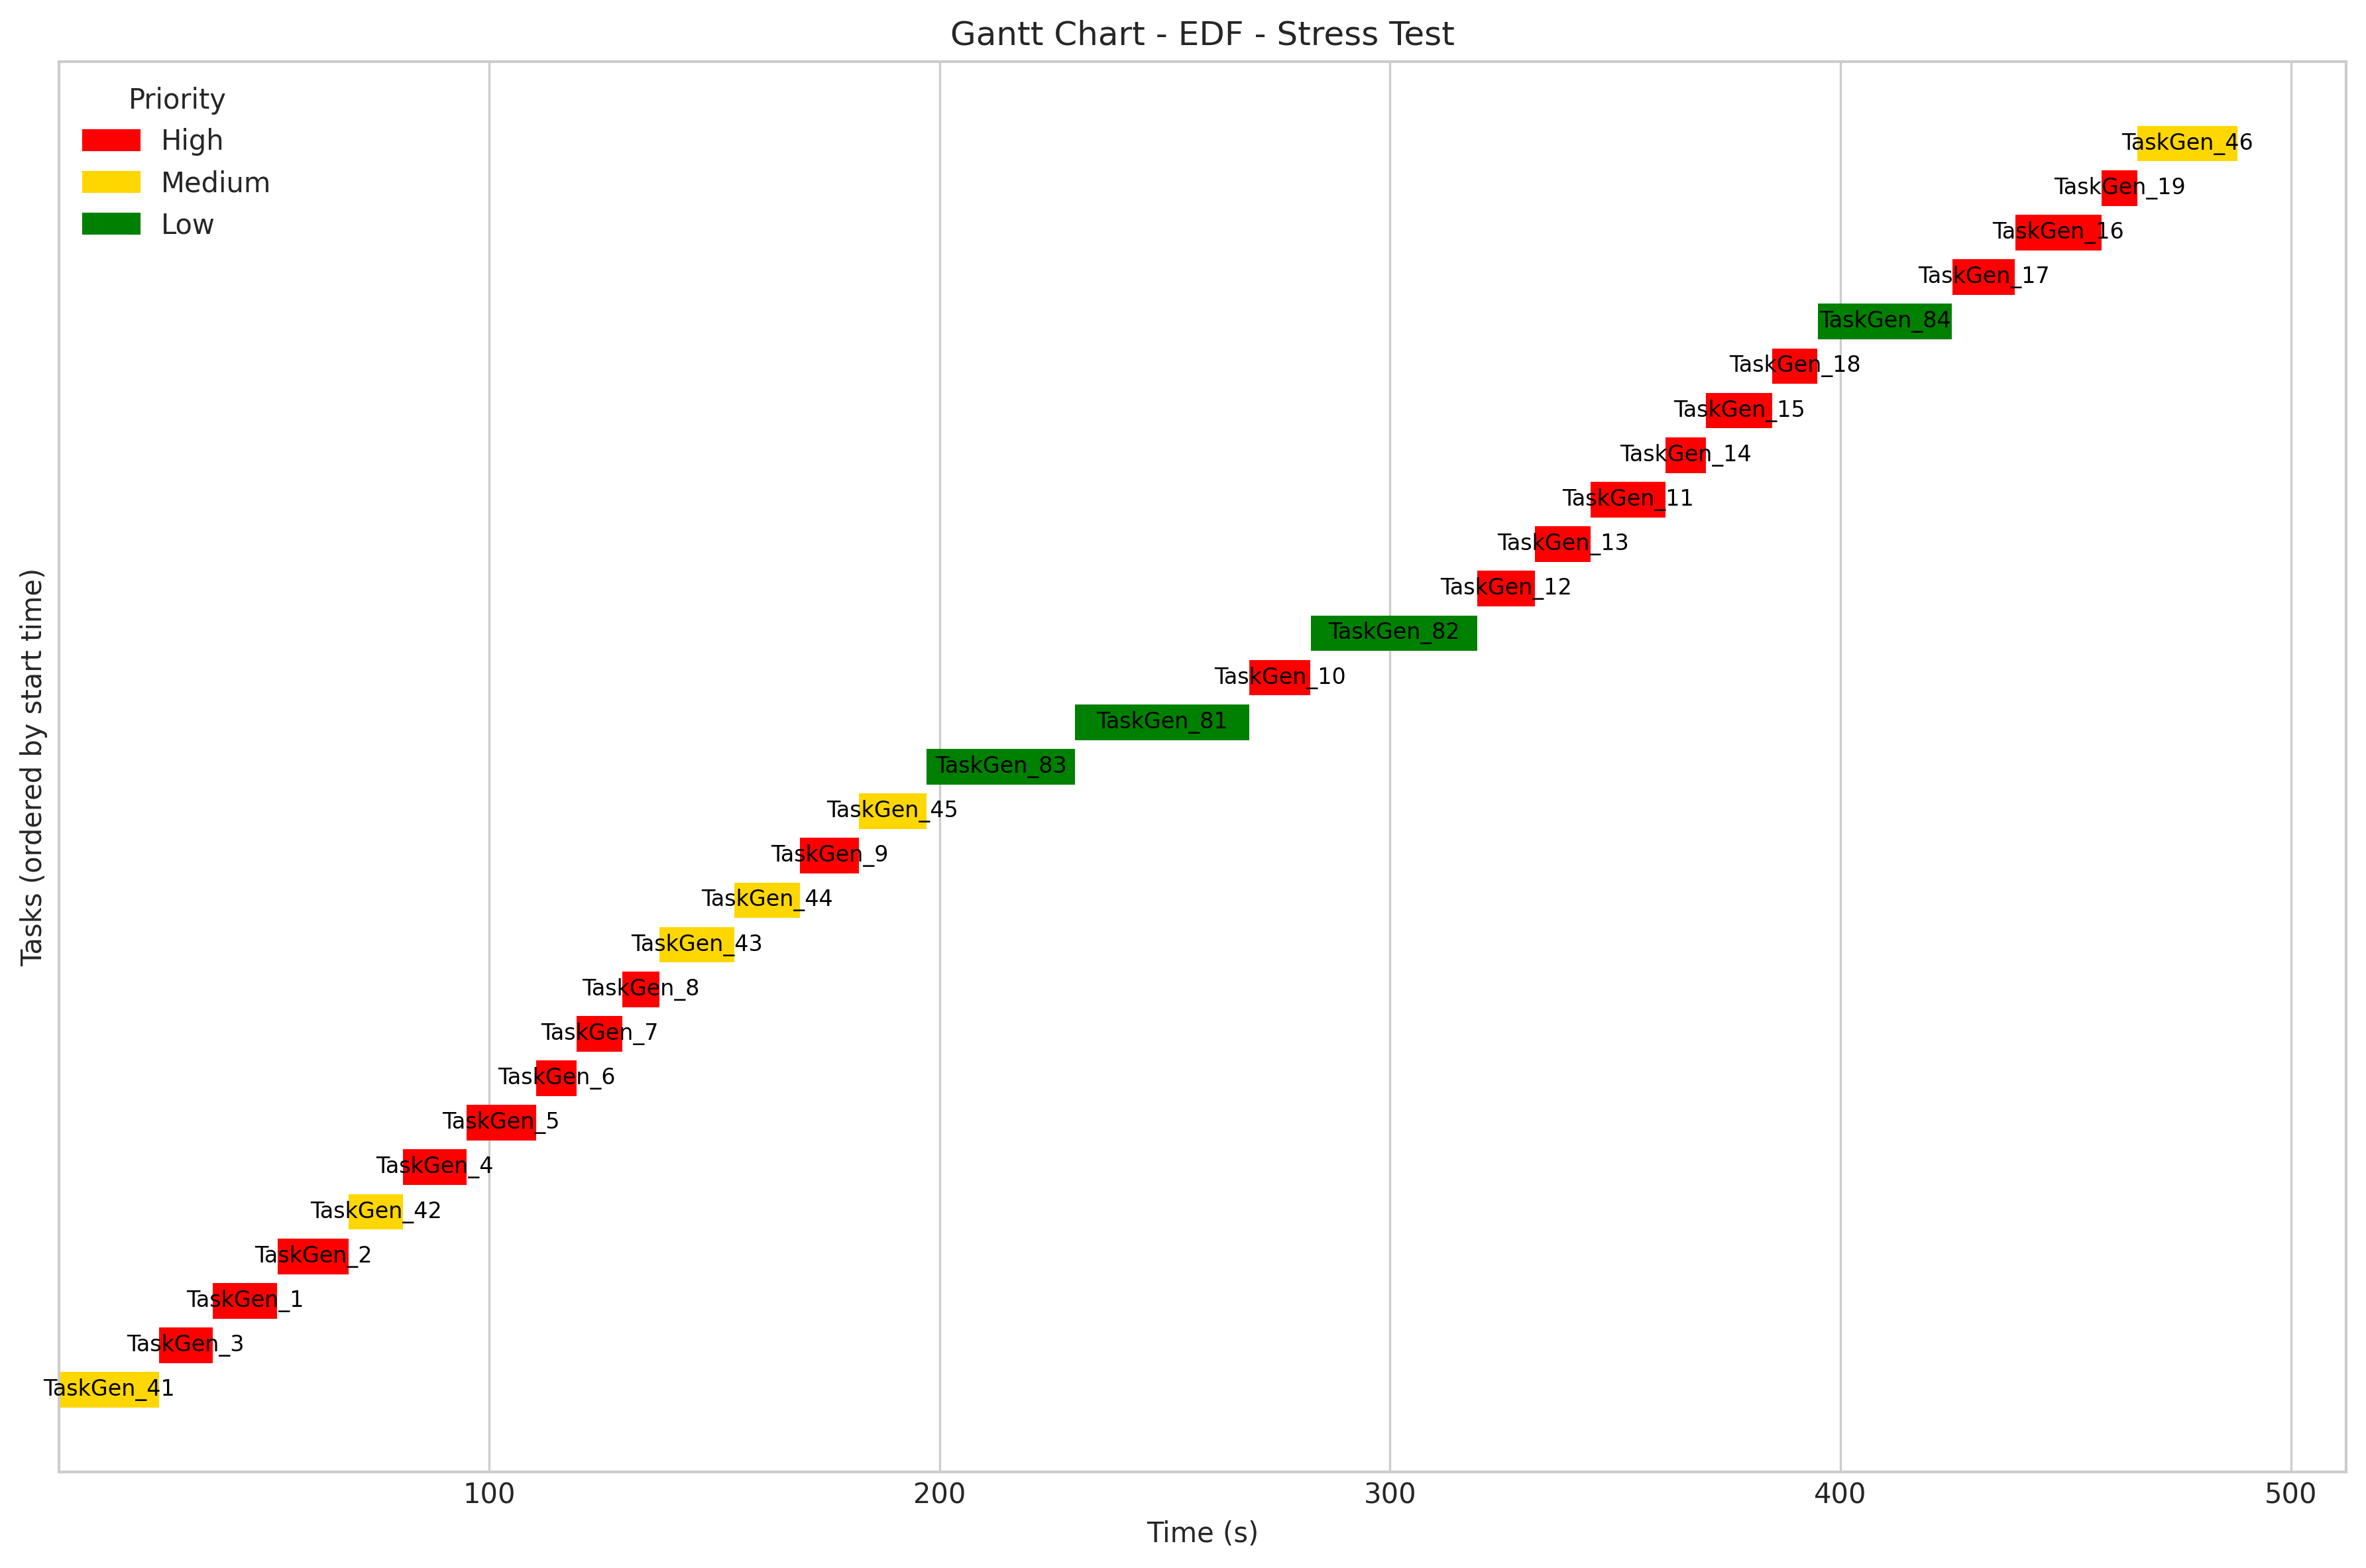 Gantt Chart - EDF - Stress Test
Priority
High
Medium
Low
TaskGen_46
TaskGen_19
TaskGen_16
TaskGen_17
TaskGen_84
TaskGen_18
TaskGen_15
TaskGen_14
TaskGen_11
TaskGen_13
TaskGen_12
TaskGen_82
TaskGen_10
TaskGen_81
TaskGen_83
TaskGen_45
TaskGen_9
TaskGen_44
TaskGen_43
TaskGen_8
TaskGen_7
TaskGen_6
TaskGen_5
TaskGen_4
TaskGen_42
TaskGen_2
TaskGen_1
TaskGen_3
TaskGen_41
Tasks (ordered by start time)
100 200 300 400 500
Time (s)